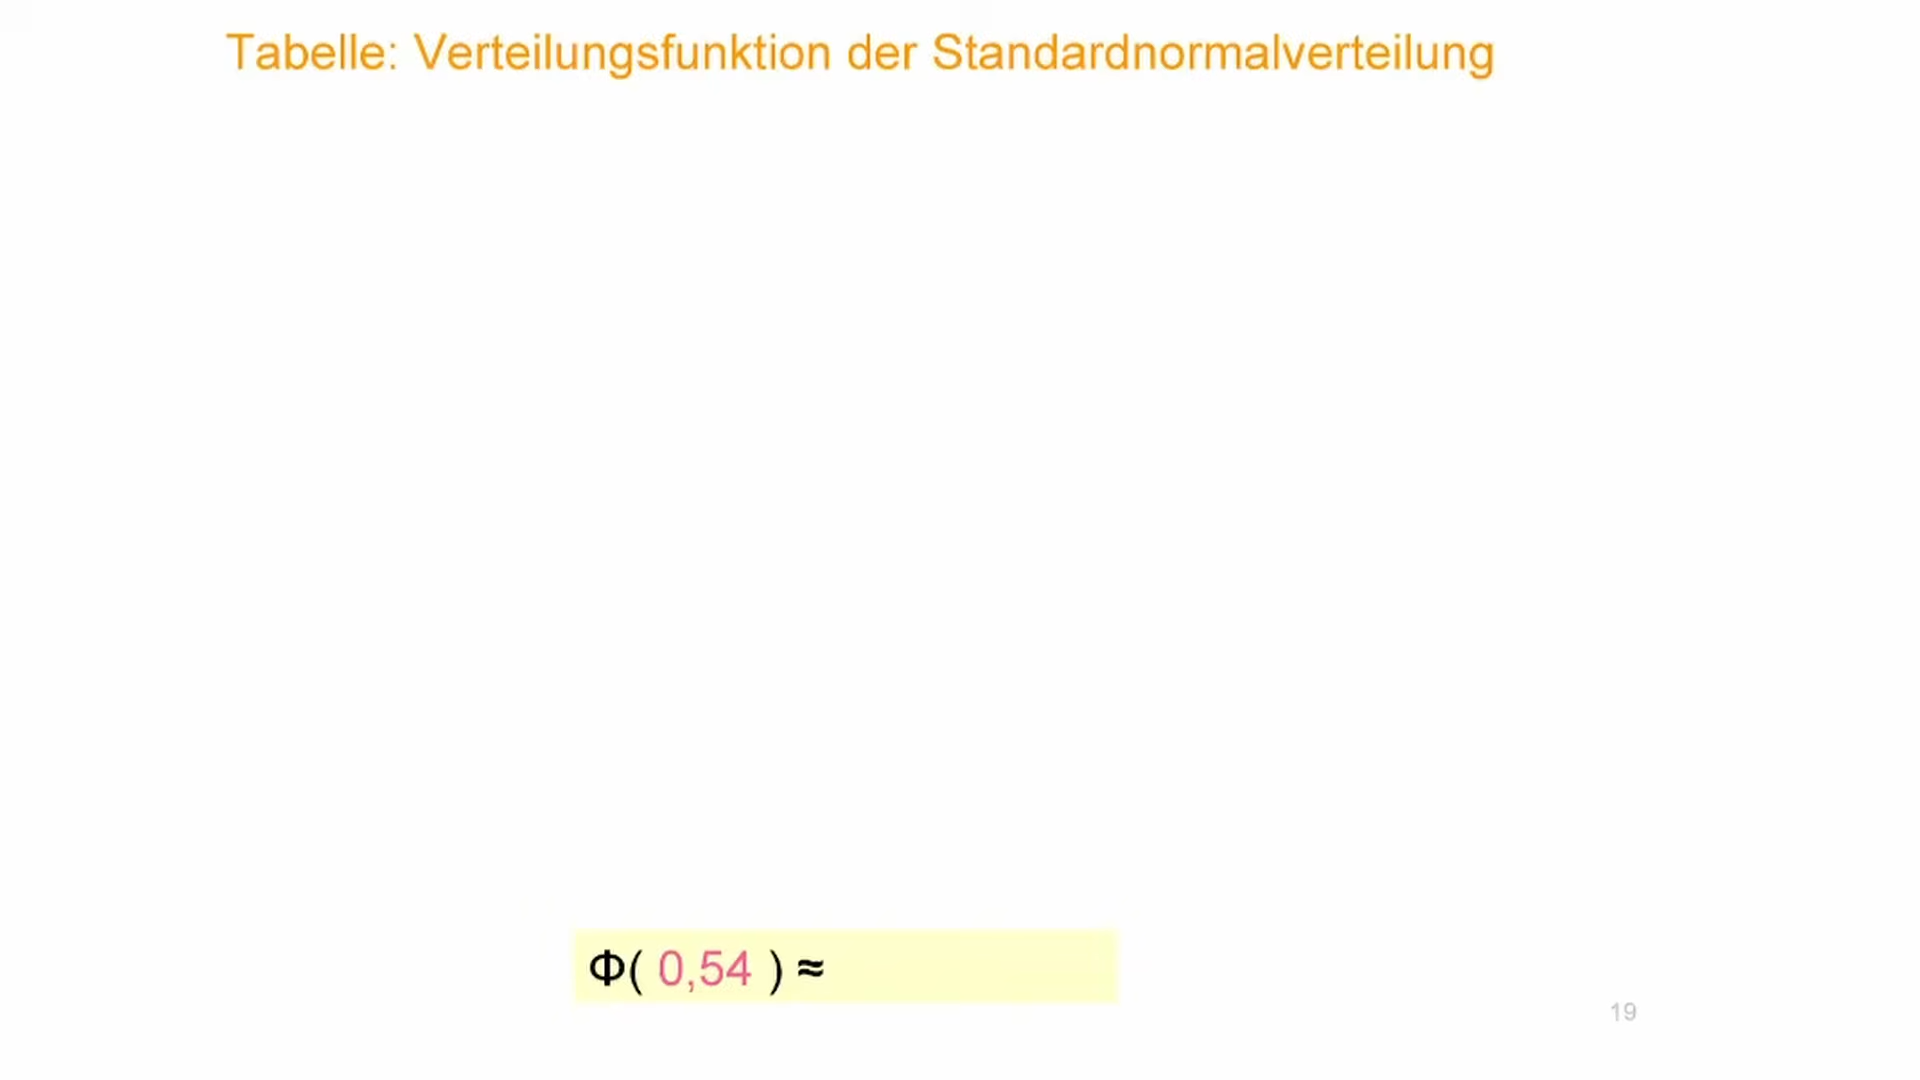 Tabelle: Verteilungsfunktion der Standardnormalverteilung
Φ( 0,54 ) ≈
19